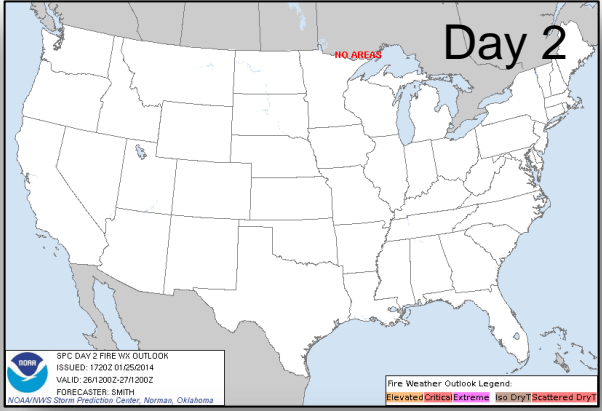 Day 2
NO AREAS
NOAA
SPC DAY 2 FIRE WX OUTLOOK
ISSUED: 1720Z 01/25/2014
VALID: 26/1200Z-27/1200Z
FORECASTER: SMITH
NOAA/NWS Storm Prediction Center, Norman, Oklahoma
Fire Weather Outlook Legend:
Elevated Critical Extreme Iso DryT Scattered DryT